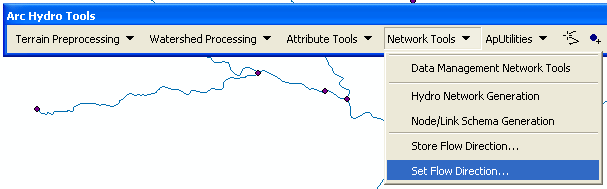 Arc Hydro Tools
Terrain Preprocessing Watershed Processing Attribute Tools Network Tools ApUtilities
Data Management Network Tools
Hydro Network Generation
Node/Link Schema Generation
Store Flow Direction...
Set Flow Direction...